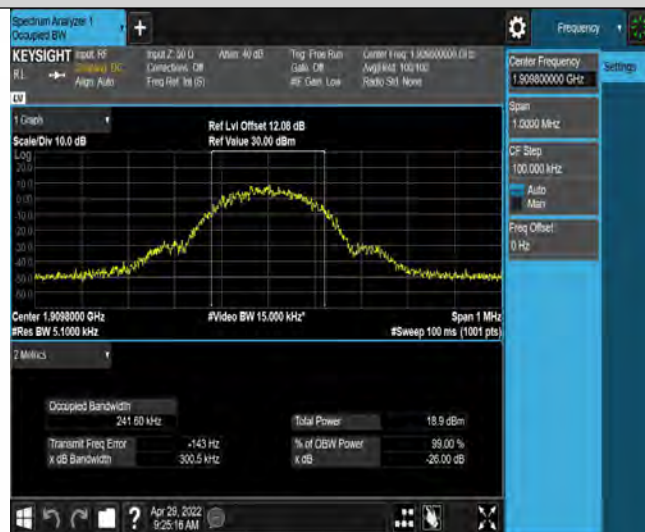 Spectrum Analyzer 1
Occupied BW
Frequency
KEYSIGHT Input: RF
RL
Align: Auto
Input Z: 50 Ω
Corrections: Off
Freq Ref: Int (S)
Atten: 40 dB
Trig: Free Run
Gate: Off
#IF Gain: Low
Center Freq: 1.909800000 GHz
Avg|Hold: 100/100
Radio Std: None
Center Frequency
1.909800000 GHz
Settings
Span
1.0000 MHz
CF Step
100.000 kHz
Auto
Man
Freq Offset
0 Hz
1 Graph
Scale/Div 10.0 dB
Ref Lvl Offset 12.08 dB
Ref Value 30.00 dBm
Log
20.0
10.0
0.00
Center 1.9098000 GHz
#Res BW 5.1000 kHz
#Video BW 15.000 kHz*
Span 1 MHz
#Sweep 100 ms (1001 pts)
2 Metrics
Occupied Bandwidth
241.60 kHz
Total Power 18.9 dBm
Transmit Freq Error -143 Hz
% of OBW Power 99.00 %
x dB Bandwidth 300.5 kHz
x dB -26.00 dB
Apr 29, 2022
9:25:16 AM